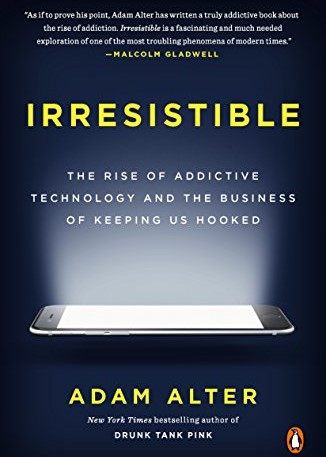 "As if to prove his point, Adam Alter has written a truly addictive book about
the rise of addiction. Irresistible is a fascinating and much needed
exploration of one of the most troubling phenomena of modern times."
—MALCOLM GLADWELL
IRRESISTIBLE
THE RISE OF ADDICTIVE
TECHNOLOGY AND THE BUSINESS
OF KEEPING US HOOKED
ADAM ALTER
New York Times bestselling author of
DRUNK TANK PINK